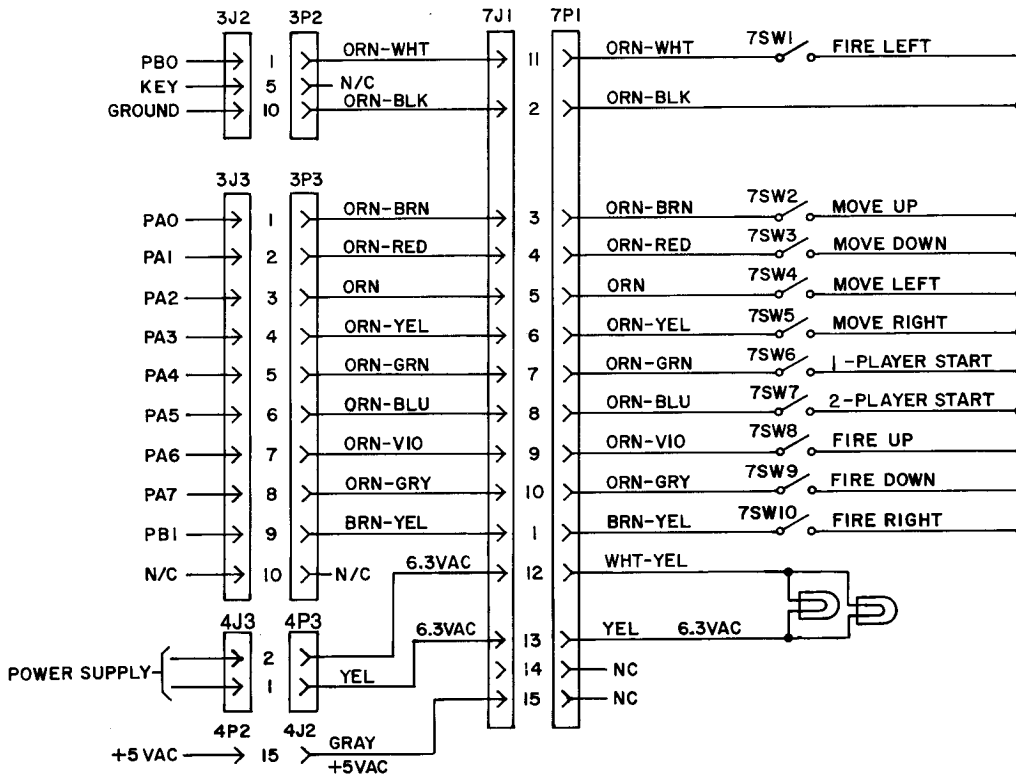 3J2 3P2 7J1 7P1
PB0 1 ORN-WHT 11 ORN-WHT 7SW1 FIRE LEFT
KEY 5 N/C
GROUND 10 ORN-BLK 2 ORN-BLK
3J3 3P3
PA0 1 ORN-BRN 3 ORN-BRN 7SW2 MOVE UP
PA1 2 ORN-RED 4 ORN-RED 7SW3 MOVE DOWN
PA2 3 ORN 5 ORN 7SW4 MOVE LEFT
PA3 4 ORN-YEL 6 ORN-YEL 7SW5 MOVE RIGHT
PA4 5 ORN-GRN 7 ORN-GRN 7SW6 1-PLAYER START
PA5 6 ORN-BLU 8 ORN-BLU 7SW7 2-PLAYER START
PA6 7 ORN-VIO 9 ORN-VIO 7SW8 FIRE UP
PA7 8 ORN-GRY 10 ORN-GRY 7SW9 FIRE DOWN
PB1 9 BRN-YEL 1 BRN-YEL 7SW10 FIRE RIGHT
N/C 10 N/C 6.3VAC 12 WHT-YEL
4J3 4P3 6.3VAC 13 YEL 6.3VAC
POWER SUPPLY 2 14 NC
1 YEL 15 NC
4P2 4J2
+5VAC 15 GRAY
+5VAC